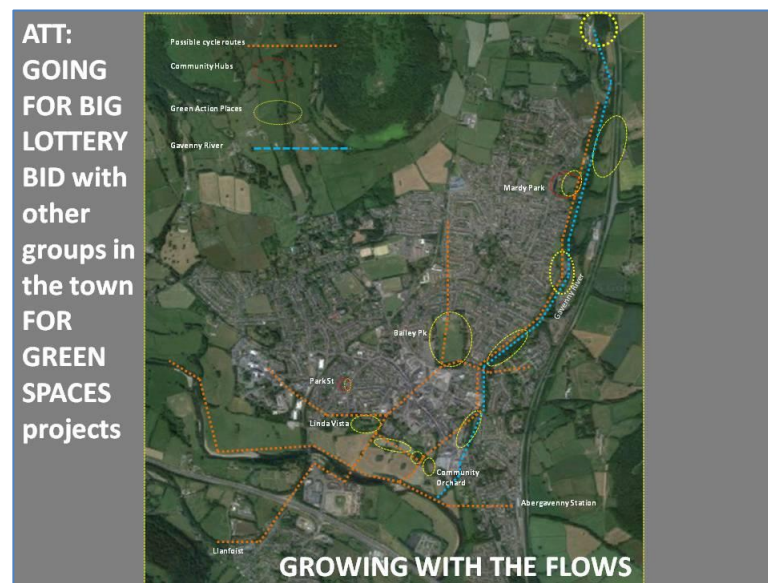 ATT:
GOING
FOR BIG
LOTTERY
BID with
other
groups in
the town
FOR
GREEN
SPACES
projects
Possible cycle routes
Community Hubs
Green Action Places
Gavenny River
Mardy Park
Gavenny River
Bailey Pk
Park St
Linda Vista
Community
Orchard
Abergavenny Station
Llanfoist
GROWING WITH THE FLOWS